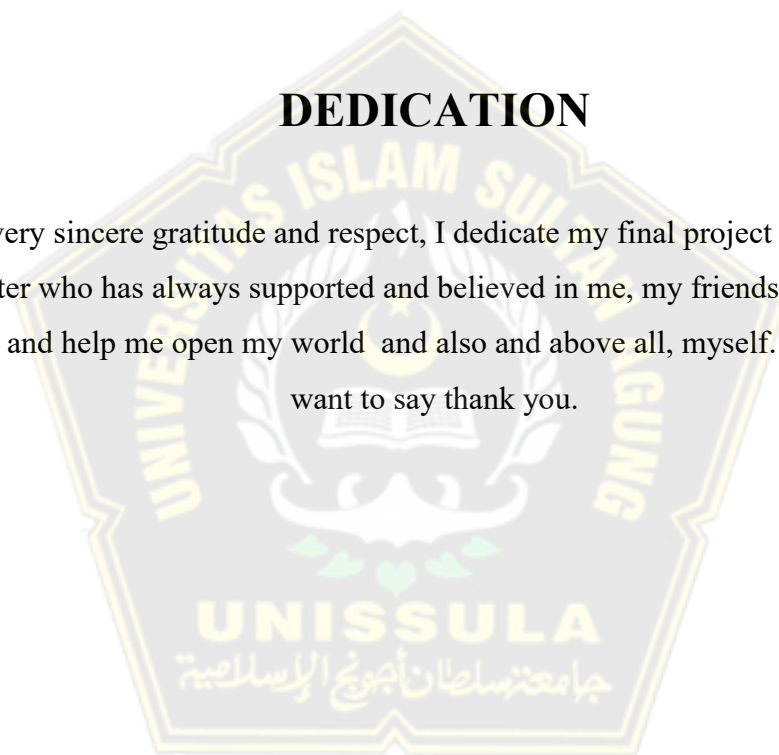 DEDICATION
UNIVERSITAS ISLAM SULTAN AGUNG
very sincere gratitude and respect, I dedicate my final project
ter who has always supported and believed in me, my friends
and help me open my world and also and above all, myself.
want to say thank you.
UNISSULA
جامعة سلطان أجونج الإسلامية